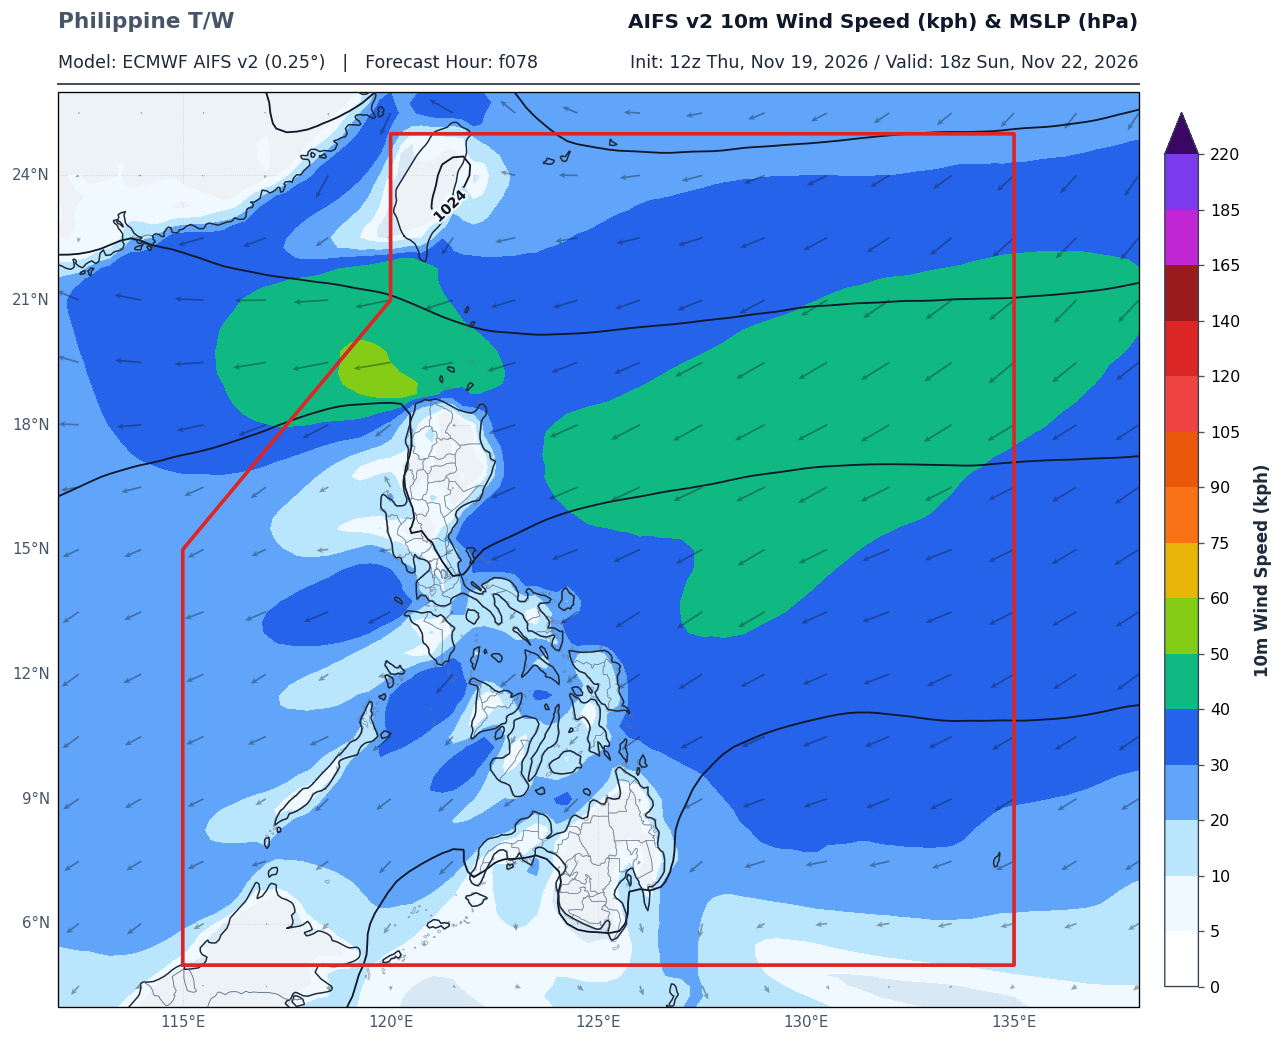 Philippine T/W
AIFS v2 10m Wind Speed (kph) & MSLP (hPa)
Model: ECMWF AIFS v2 (0.25°) | Forecast Hour: f078
Init: 12z Thu, Nov 19, 2026 / Valid: 18z Sun, Nov 22, 2026
24°N
21°N
18°N
15°N
12°N
9°N
6°N
115°E
120°E
125°E
130°E
135°E
1024
220
185
165
140
120
105
90
75
60
50
40
30
20
10
5
0
10m Wind Speed (kph)